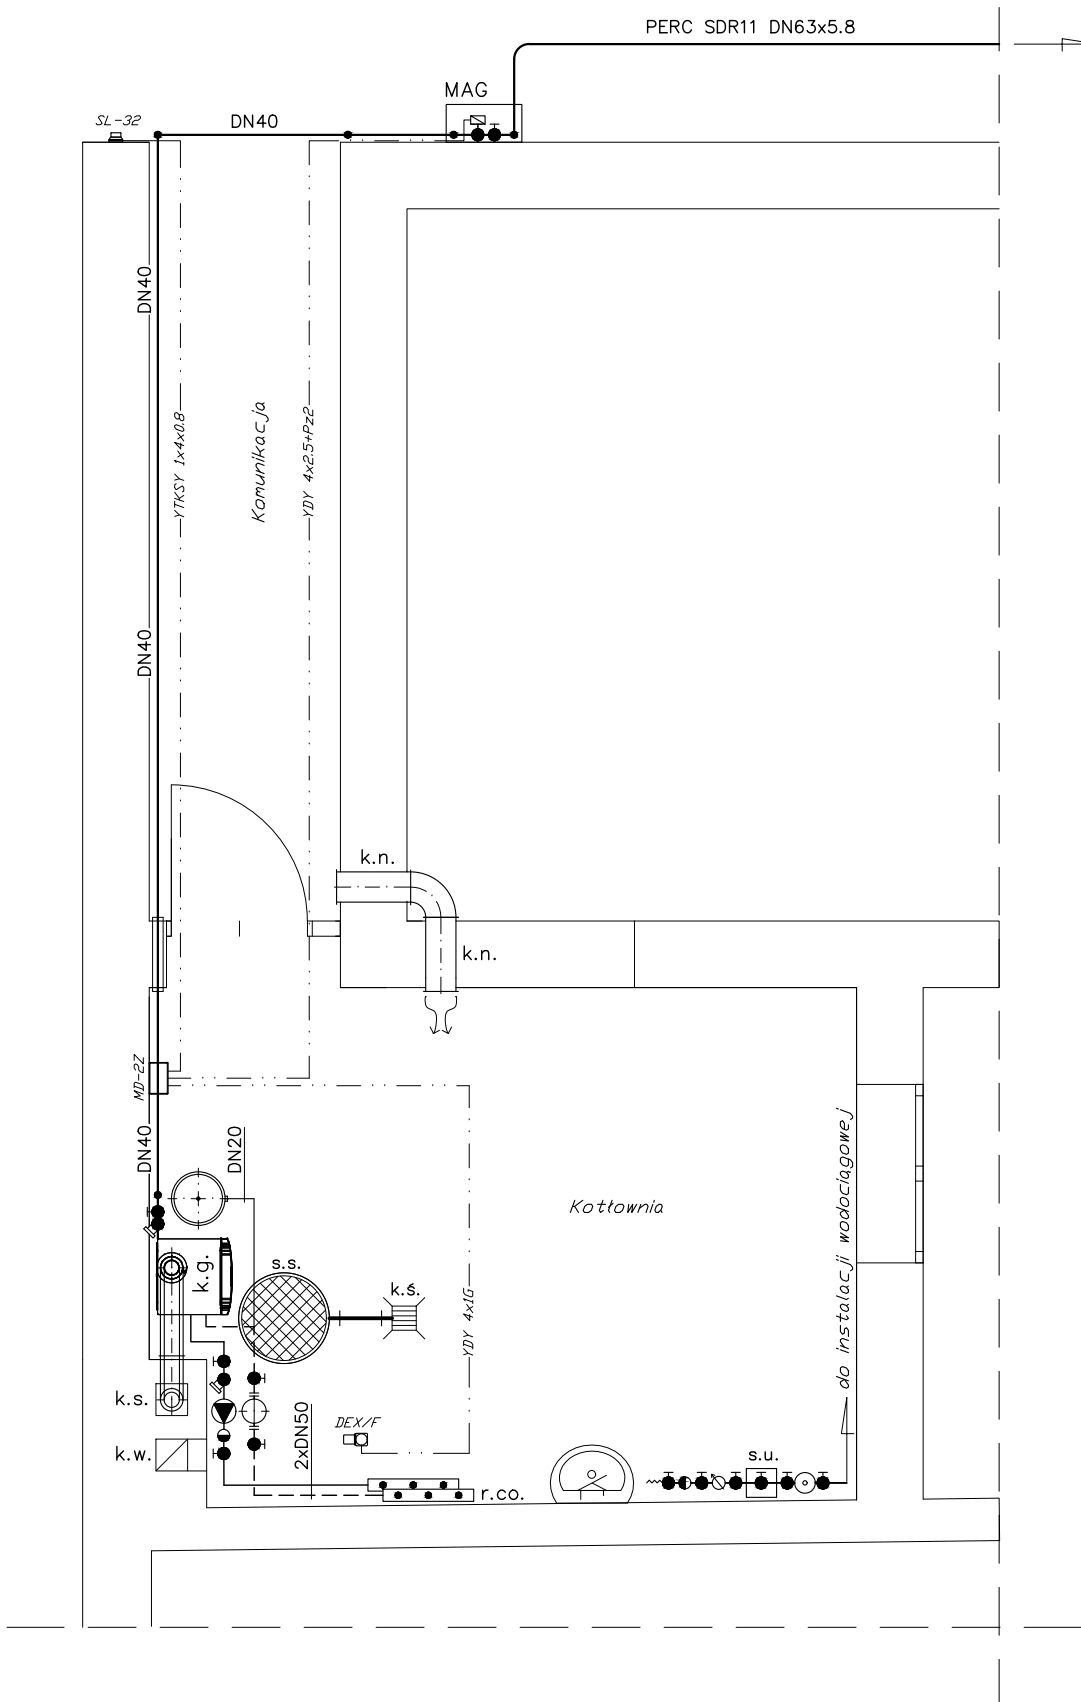 PERC SDR11 DN63x5.8
MAG
SL-32
DN40
DN40
YTKSY 1x4x0.8
Komunikacja
YDY 4x2.5+Pz2
DN40
k.n.
k.n.
MD-2Z
DN40
DN20
do instalacji wodociągowej
Kotłownia
k.g.
s.s.
k.ś.
YDY 4x1G
k.s.
DEX/F
2xDN50
k.w.
s.u.
r.co.